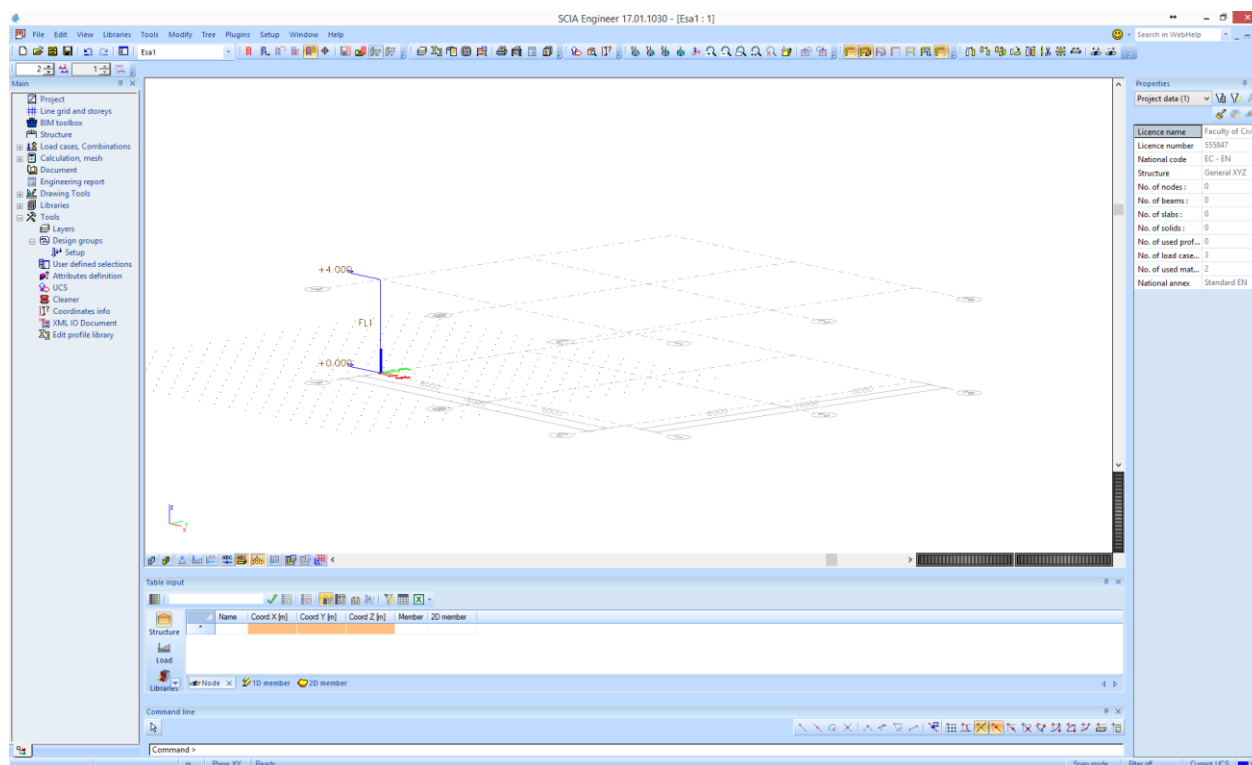 SCIA Engineer 17.01.1030 - [Esa1 : 1]
File Edit View Libraries Tools Modify Tree Plugins Setup Window Help
Search in WebHelp
Esa1
2 1
Main
Project
Line grid and storeys
BIM toolbox
Structure
Load cases, Combinations
Calculation, mesh
Document
Engineering report
Drawing Tools
Libraries
Tools
Layers
Design groups
Setup
User defined selections
Attributes definition
UCS
Cleaner
Coordinates info
XML IO Document
Edit profile library
+4.000
FL1
+0.000
6000
6000
6000
6000
z
Y
X
ABC
Table input
Name Coord X [m] Coord Y [m] Coord Z [m] Member 2D member
*
Structure
Load
Libraries
Node 1D member 2D member
Command line
Command >
m Plane XY Ready Snap mode Filter off Current UCS
Properties
Project data (1)
Licence name Faculty of Civ
Licence number 555847
National code EC - EN
Structure General XYZ
No. of nodes : 0
No. of beams : 0
No. of slabs : 0
No. of solids : 0
No. of used prof... 0
No. of load case... 3
No. of used mat... 2
National annex Standard EN